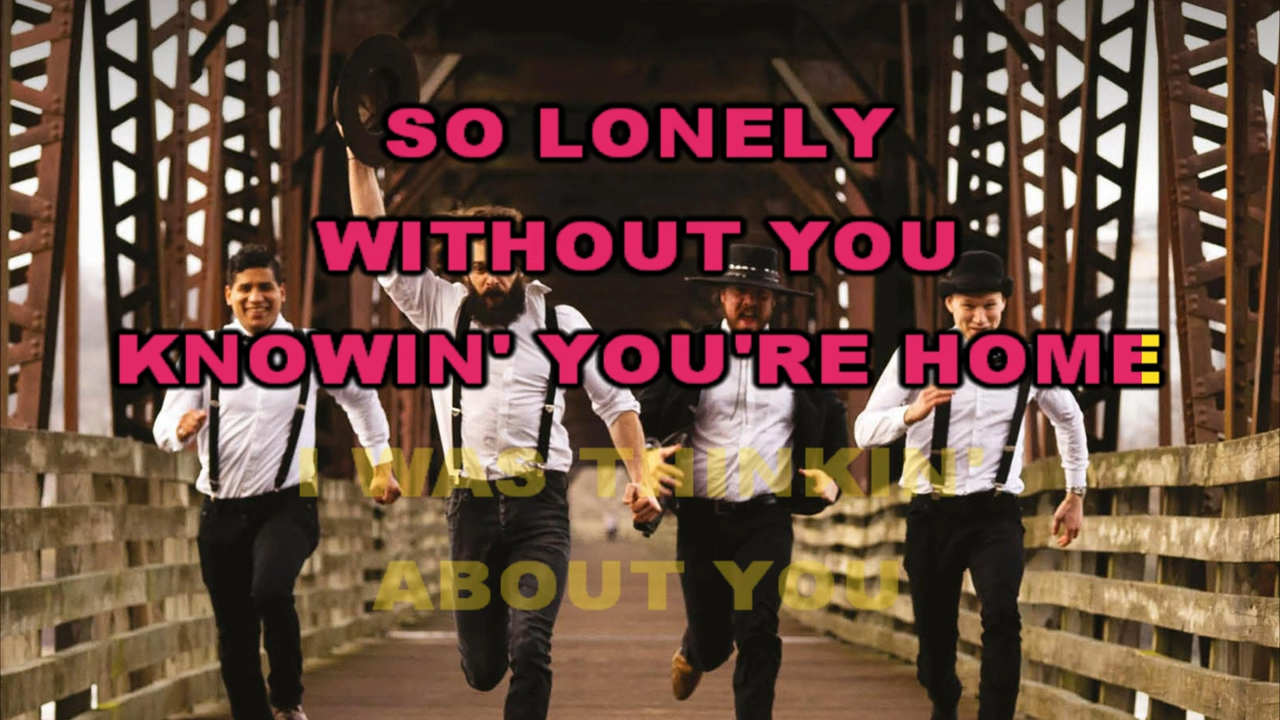 SO LONELY
WITHOUT YOU
KNOWIN' YOU'RE HOME
I WAS THINKIN'
ABOUT YOU